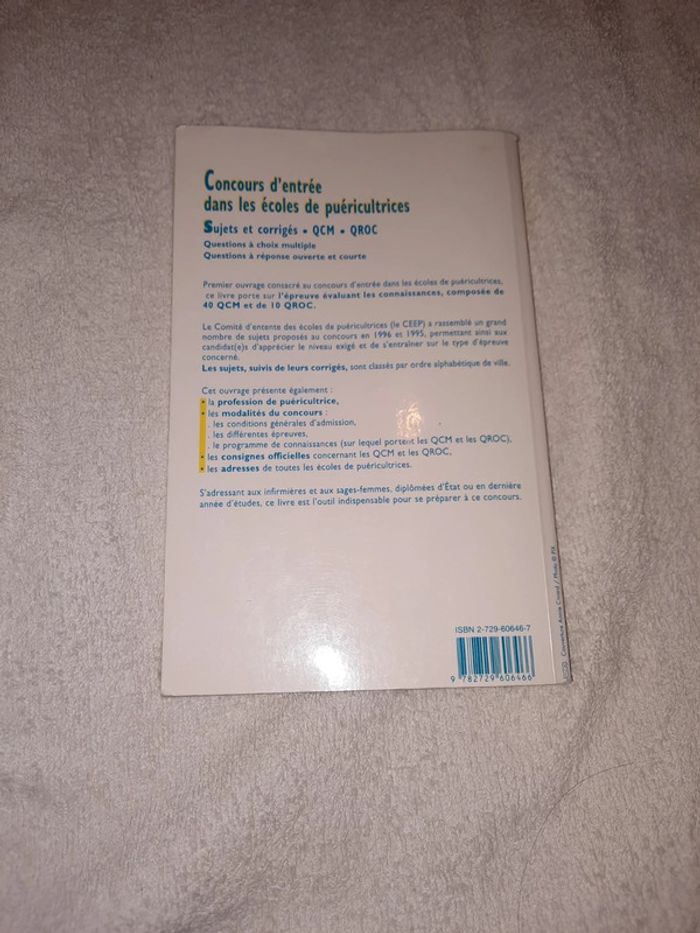 Concours d'entrée
dans les écoles de puéricultrices
Sujets et corrigés • QCM • QROC
Questions à choix multiple
Questions à réponse ouverte et courte
Premier ouvrage consacré au concours d'entrée dans les écoles de puéricultrices,
ce livre porte sur l'épreuve évaluant les connaissances, composée de
40 QCM et de 10 QROC.
Le Comité d'entente des écoles de puéricultrices (le CEEP) a rassemblé un grand
nombre de sujets proposés au concours en 1996 et 1995, permettant ainsi aux
candidat(e)s d'apprécier le niveau exigé et de s'entraîner sur le type d'épreuve
concerné.
Les sujets, suivis de leurs corrigés, sont classés par ordre alphabétique de ville.
Cet ouvrage présente également :
• la profession de puéricultrice,
• les modalités du concours :
. les conditions générales d'admission,
. les différentes épreuves,
. le programme de connaissances (sur lequel portent les QCM et les QROC),
• les consignes officielles concernant les QCM et les QROC,
• les adresses de toutes les écoles de puéricultrices.
S'adressant aux infirmières et aux sages-femmes, diplômées d'État ou en dernière
année d'études, ce livre est l'outil indispensable pour se préparer à ce concours.
ISBN 2-729-60646-7
9 782729 606466
Couverture Annie / Photo © PIX